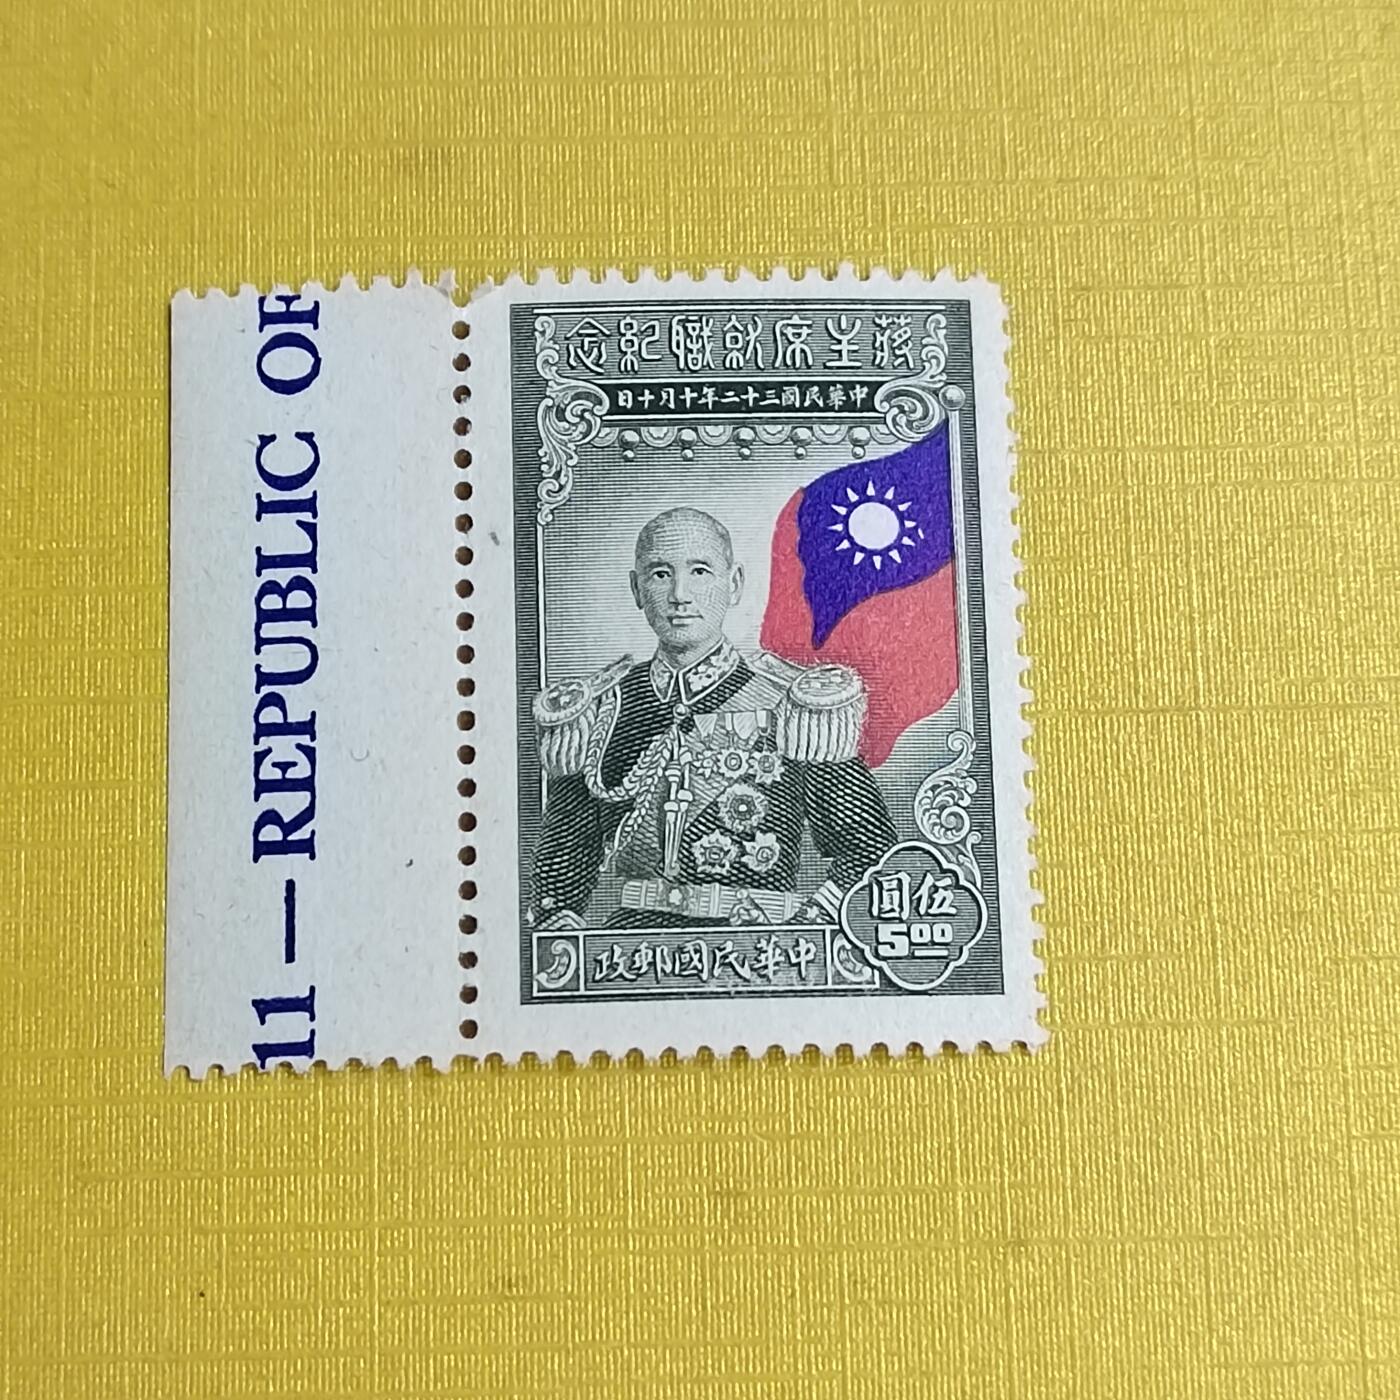 蔣主席就職紀念
中華民國三十二年十月十日
伍圓
5.00
中華民國郵政
11 — REPUBLIC OF